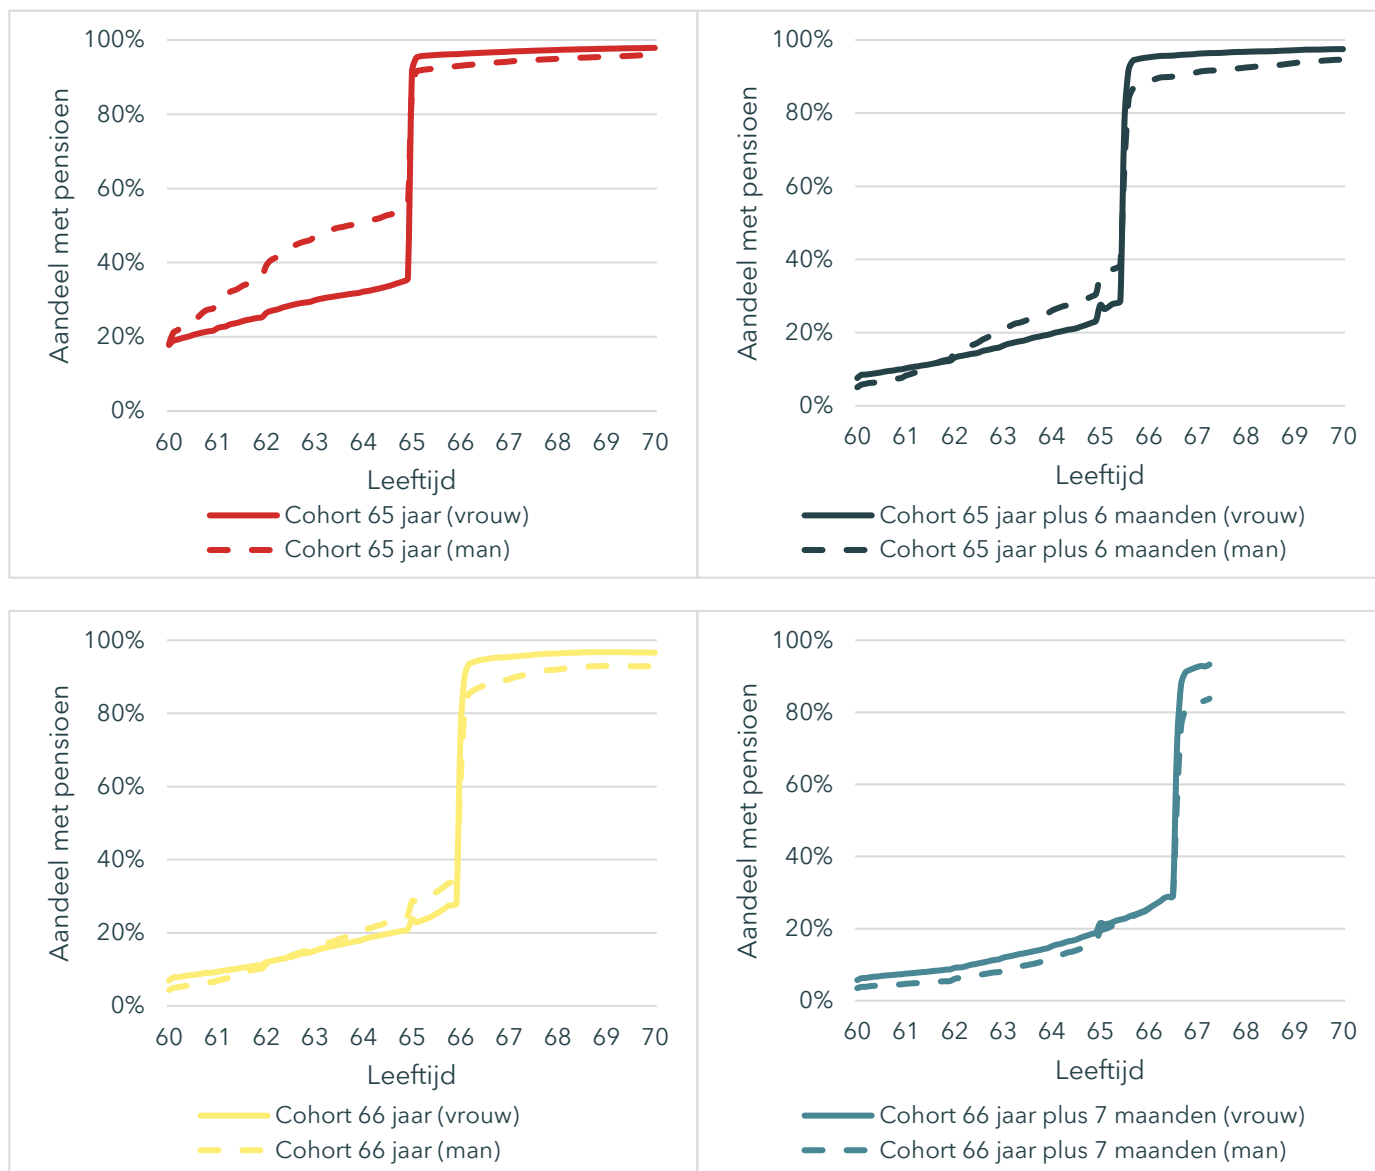 Aandeel met pensioen
100%
80%
60%
40%
20%
0%
60 61 62 63 64 65 66 67 68 69 70
Leeftijd
Cohort 65 jaar (vrouw)
Cohort 65 jaar (man)
Aandeel met pensioen
100%
80%
60%
40%
20%
0%
60 61 62 63 64 65 66 67 68 69 70
Leeftijd
Cohort 65 jaar plus 6 maanden (vrouw)
Cohort 65 jaar plus 6 maanden (man)
Aandeel met pensioen
100%
80%
60%
40%
20%
0%
60 61 62 63 64 65 66 67 68 69 70
Leeftijd
Cohort 66 jaar (vrouw)
Cohort 66 jaar (man)
Aandeel met pensioen
100%
80%
60%
40%
20%
0%
60 61 62 63 64 65 66 67 68 69 70
Leeftijd
Cohort 66 jaar plus 7 maanden (vrouw)
Cohort 66 jaar plus 7 maanden (man)